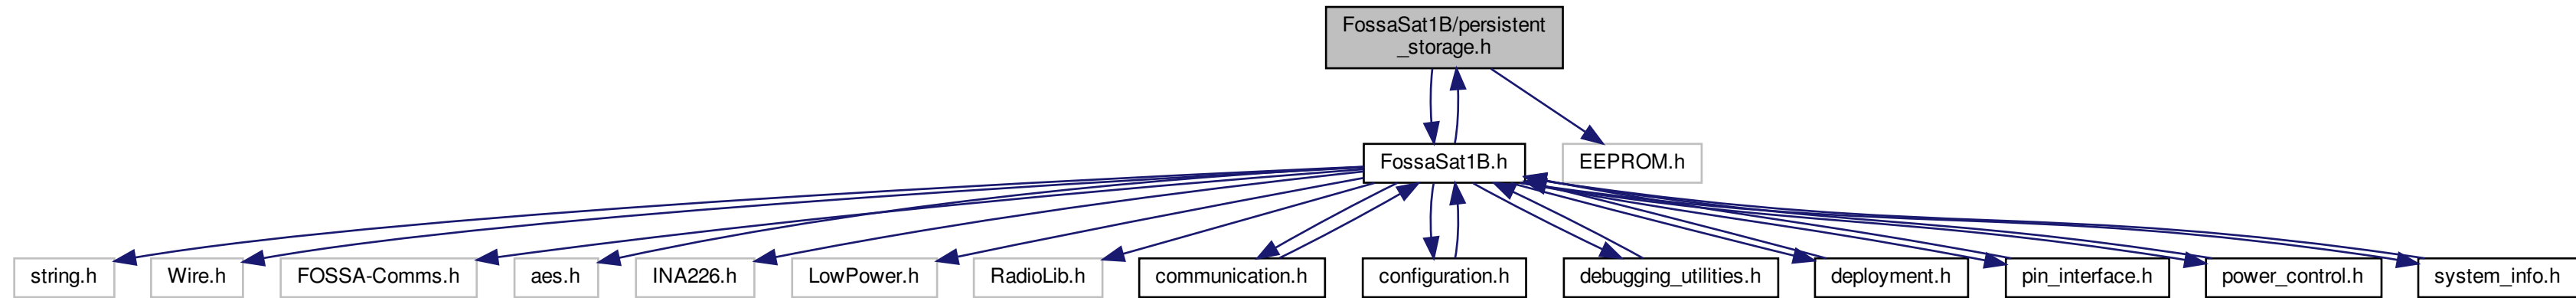 FossaSat1B/persistent
_storage.h
FossaSat1B.h
EEPROM.h
string.h
Wire.h
FOSSA-Comms.h
aes.h
INA226.h
LowPower.h
RadioLib.h
communication.h
configuration.h
debugging_utilities.h
deployment.h
pin_interface.h
power_control.h
system_info.h